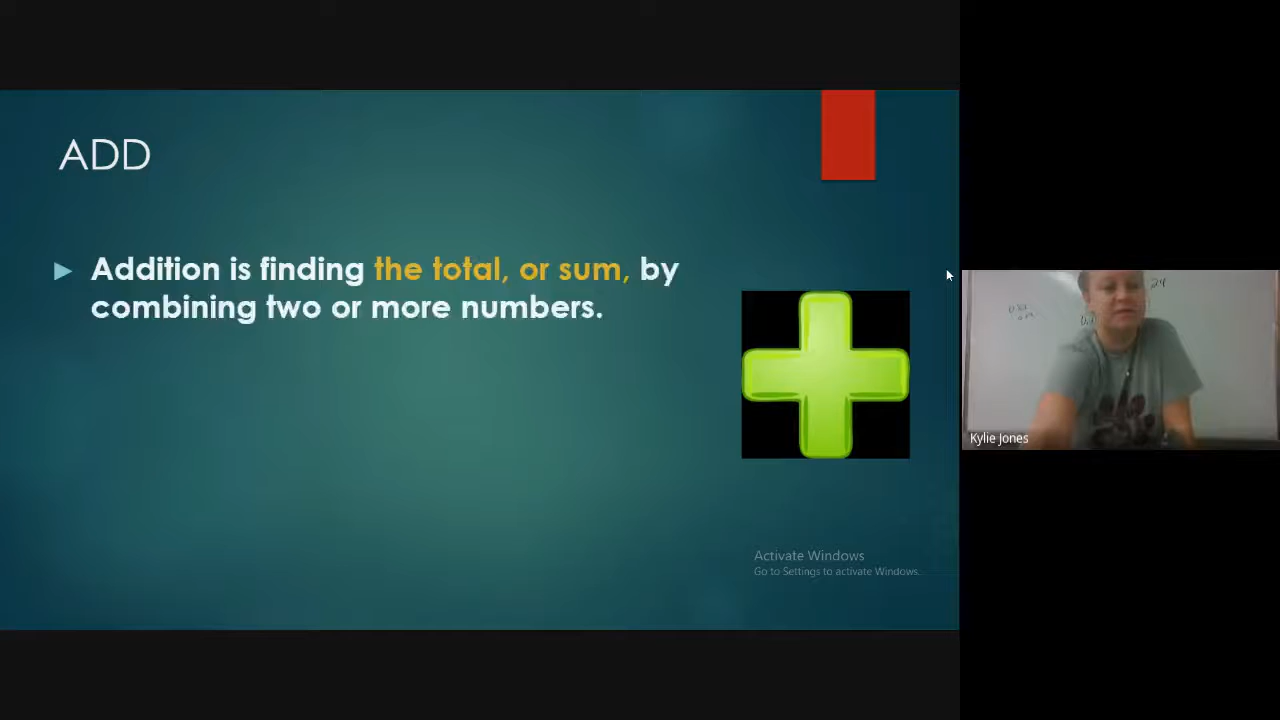 ADD
Addition is finding the total, or sum, by
combining two or more numbers.
24
Kylie Jones
Activate Windows
Go to Settings to activate Windows.